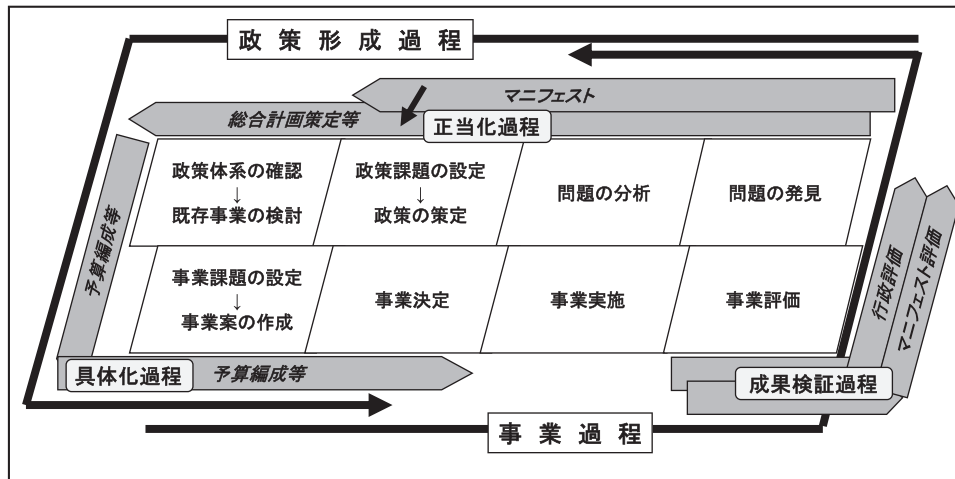 政策形成過程
マニフェスト
総合計画策定等
正当化過程
政策体系の確認
↓
既存事業の検討
政策課題の設定
↓
政策の策定
問題の分析
問題の発見
予算編成等
事業課題の設定
↓
事業案の作成
事業決定
事業実施
事業評価
行政評価
マニフェスト評価
具体化過程
予算編成等
成果検証過程
事業過程